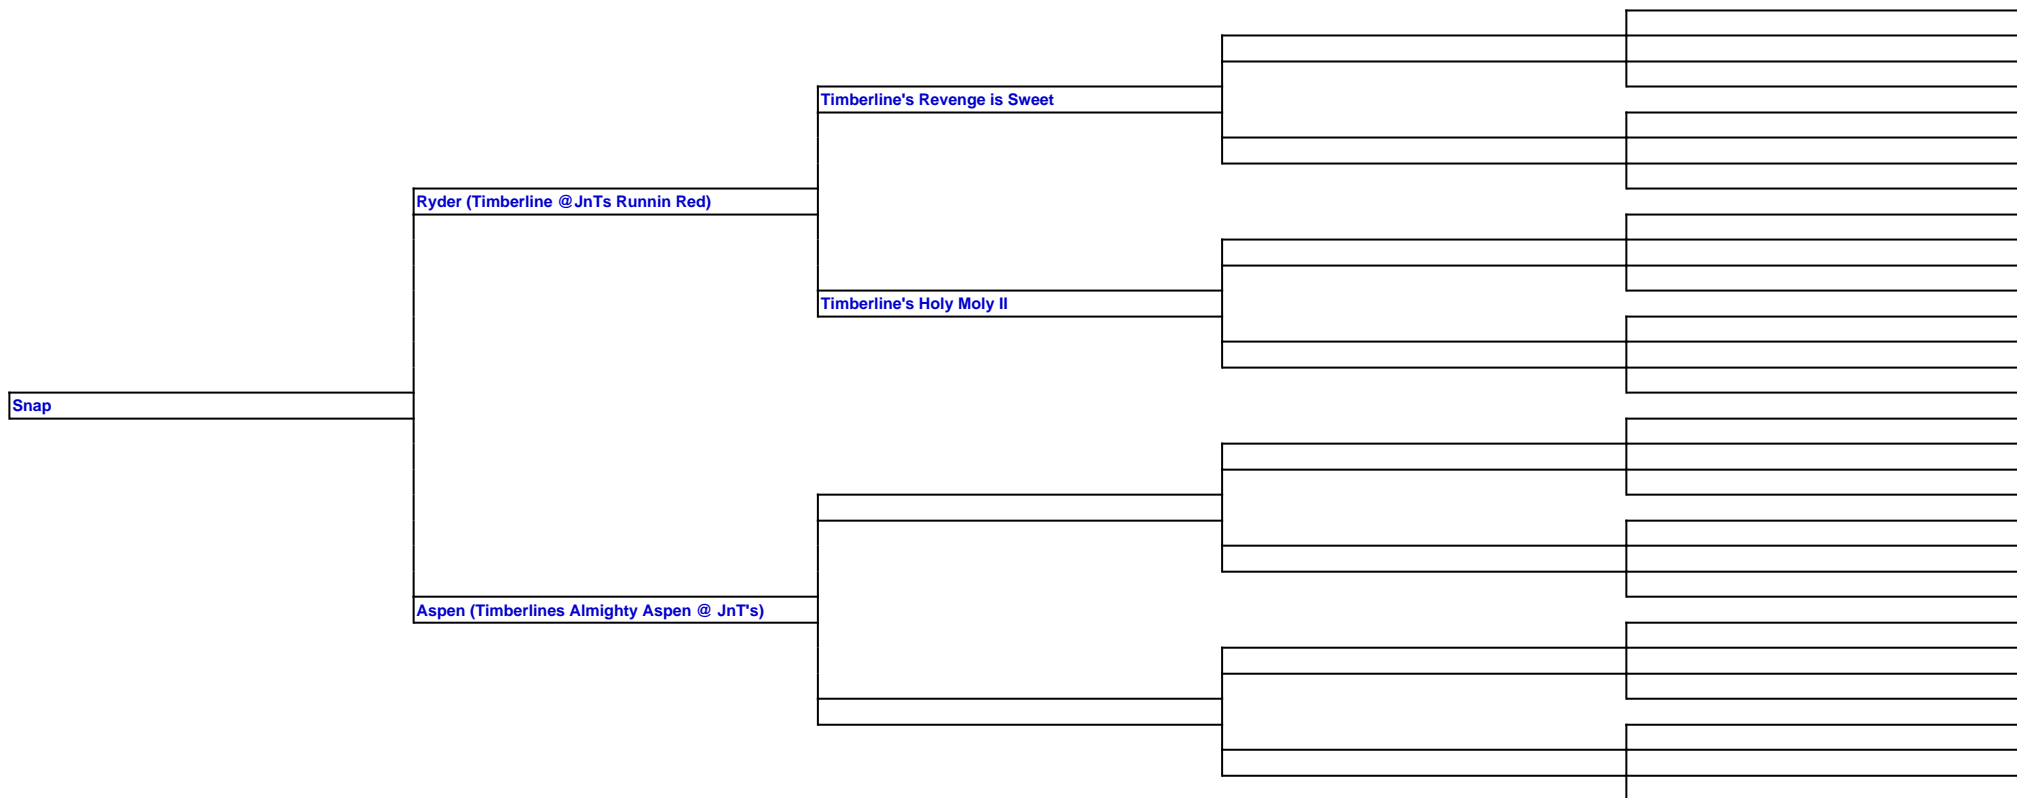 Timberline's Revenge is Sweet
Ryder (Timberline @JnTs Runnin Red)
Timberline's Holy Moly II
Snap
Aspen (Timberlines Almighty Aspen @ JnT's)